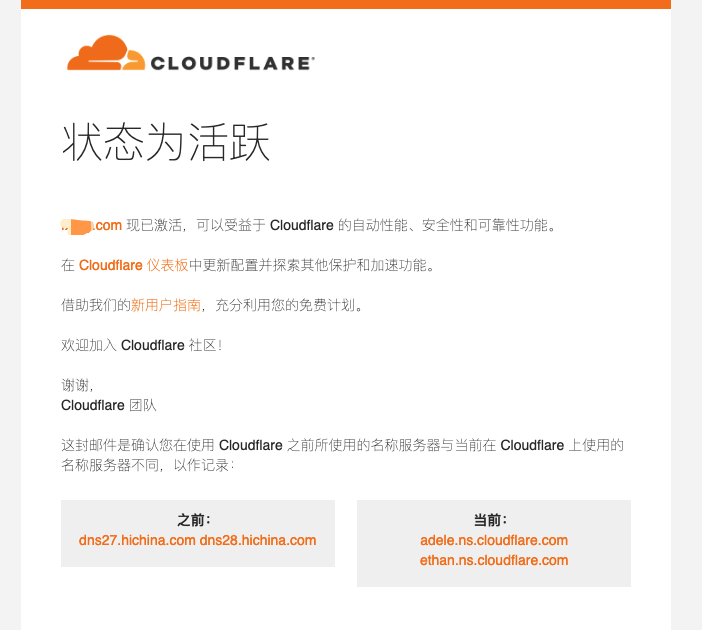 CLOUDFLARE
状态为活跃
.com 现已激活，可以受益于 Cloudflare 的自动性能、安全性和可靠性功能。
在 Cloudflare 仪表板中更新配置并探索其他保护和加速功能。
借助我们的新用户指南，充分利用您的免费计划。
欢迎加入 Cloudflare 社区！
谢谢，
Cloudflare 团队
这封邮件是确认您在使用 Cloudflare 之前所使用的名称服务器与当前在 Cloudflare 上使用的
名称服务器不同，以作记录：
之前：
dns27.hichina.com dns28.hichina.com
当前：
adele.ns.cloudflare.com
ethan.ns.cloudflare.com